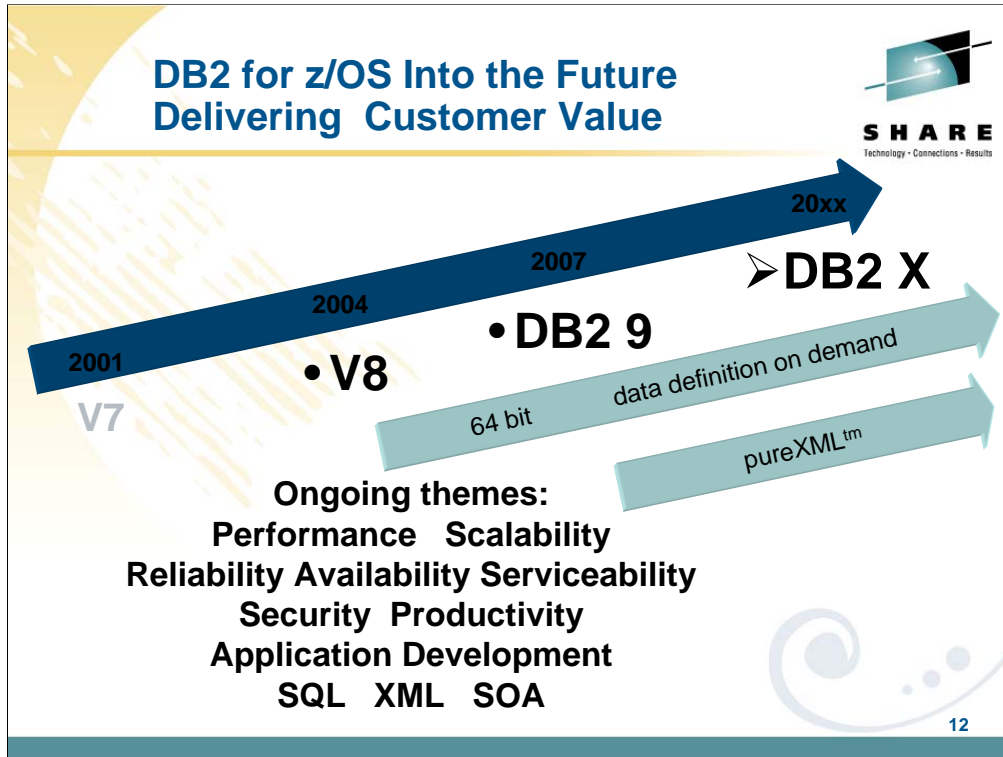 DB2 for z/OS Into the Future
Delivering Customer Value
S H A R E
Technology • Connections • Results
20xx
2007
➢DB2 X
2004
• DB2 9
2001
• V8
V7
64 bit data definition on demand
pureXMLtm
Ongoing themes:
Performance Scalability
Reliability Availability Serviceability
Security Productivity
Application Development
SQL XML SOA
12